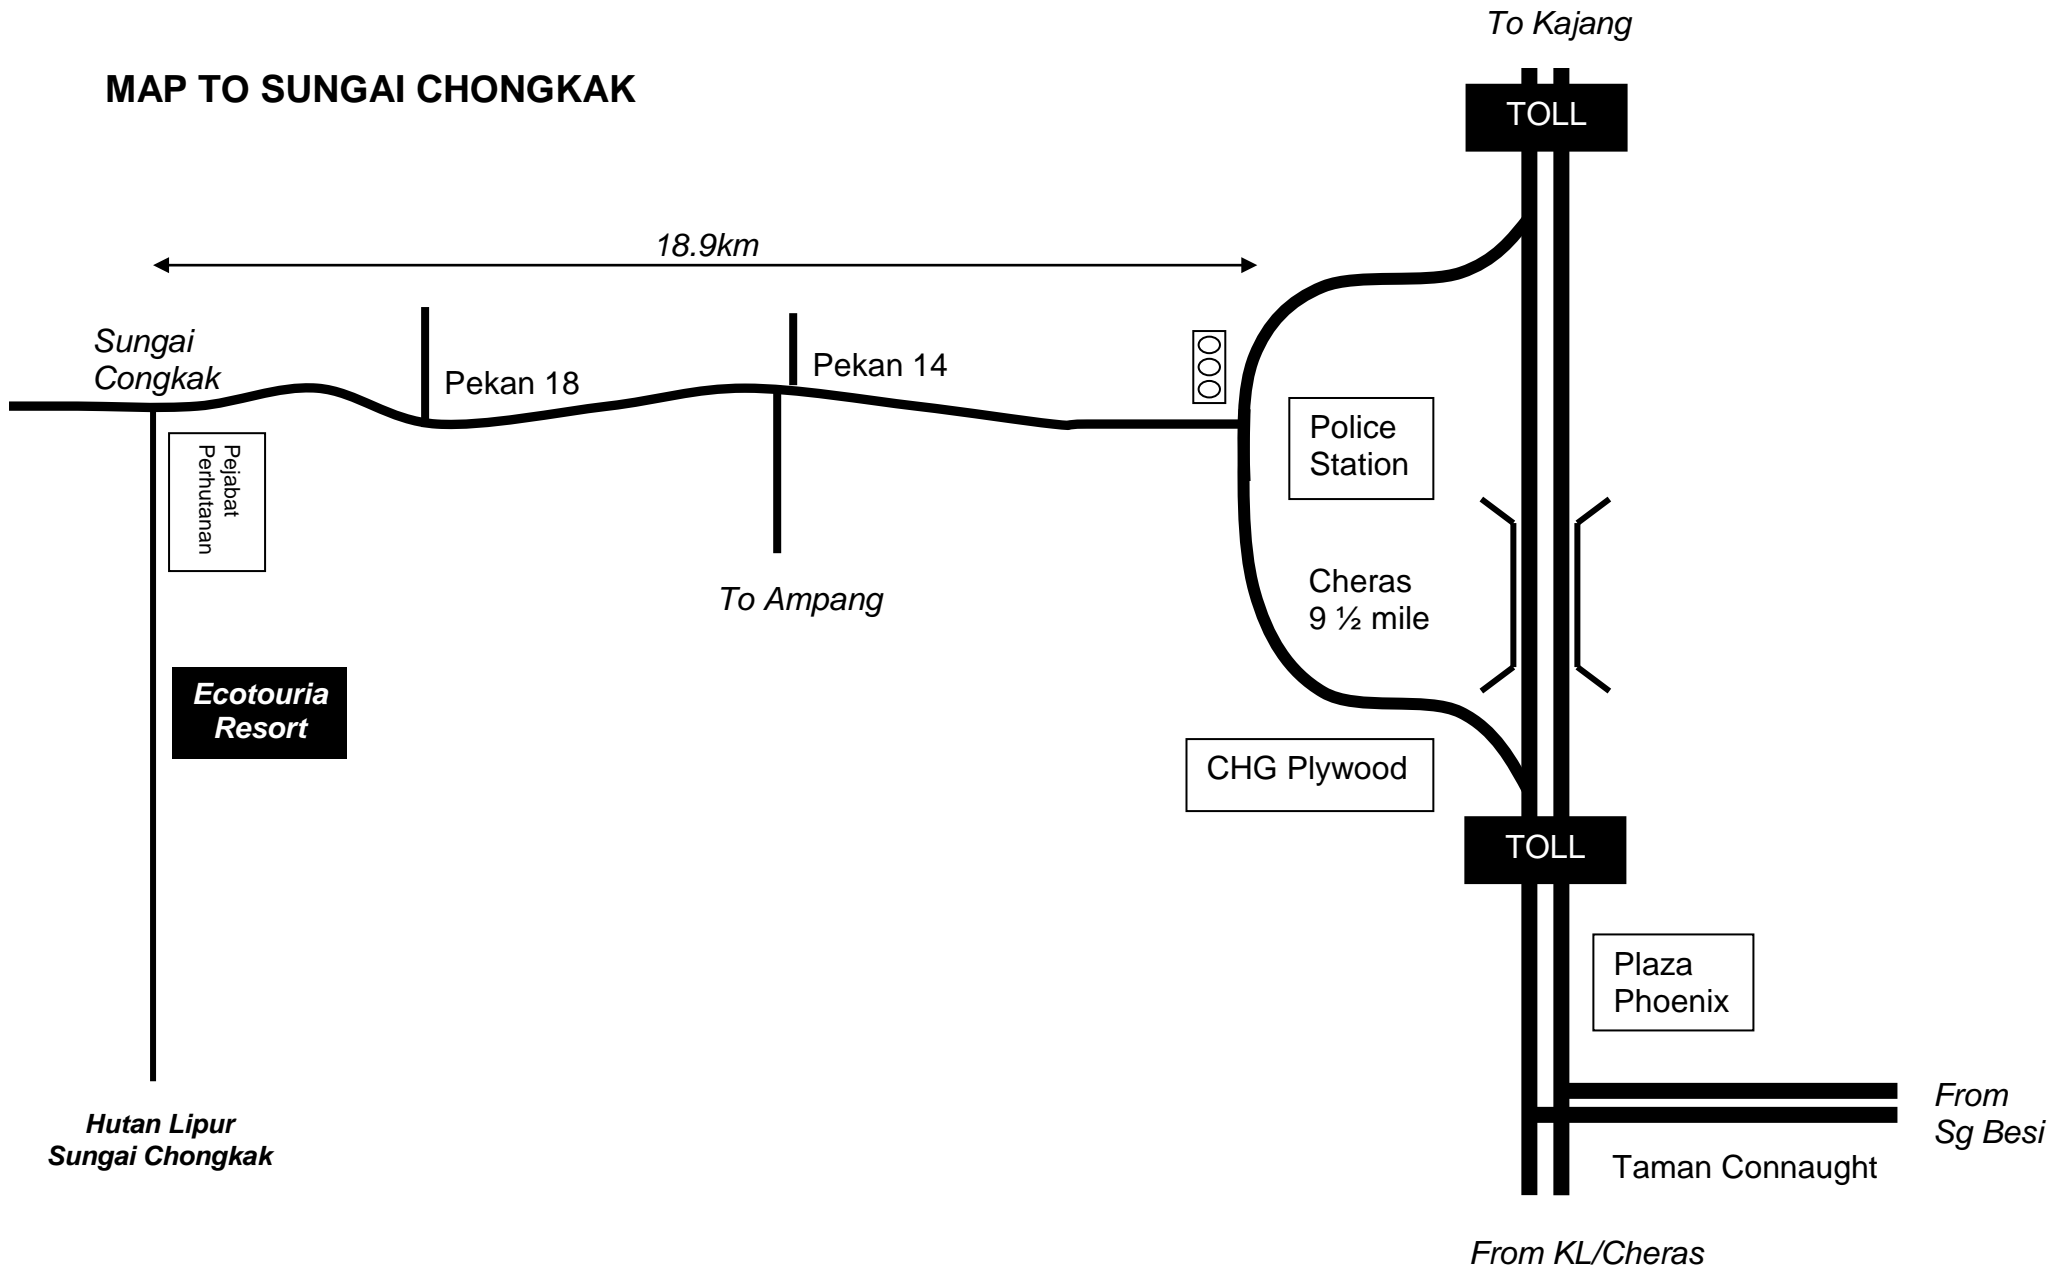 To Kajang
MAP TO SUNGAI CHONGKAK
TOLL
18.9km
Sungai
Congkak
Pekan 18
Pekan 14
Police
Station
Pejabat
Perhutanan
Cheras
9 ½ mile
To Ampang
Ecotouria
Resort
CHG Plywood
TOLL
Plaza
Phoenix
From
Sg Besi
Hutan Lipur
Sungai Chongkak
Taman Connaught
From KL/Cheras